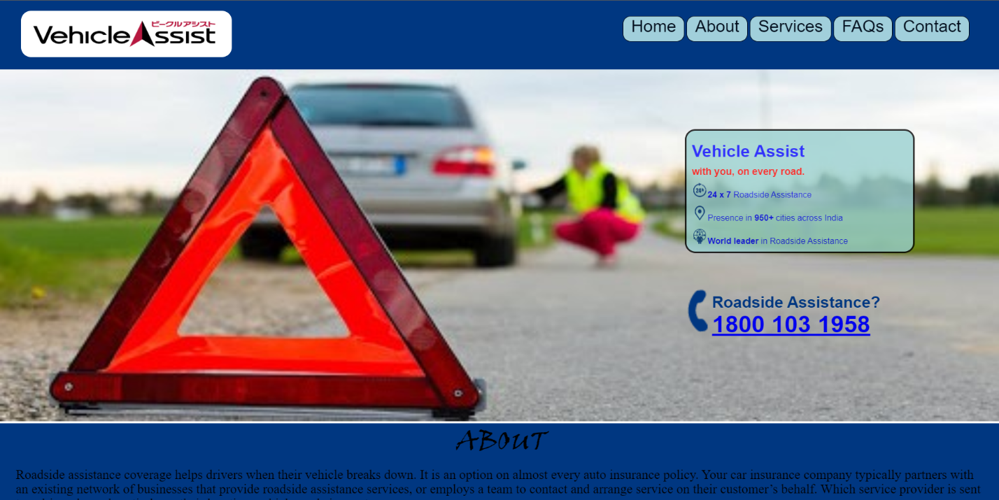 ビークルアシスト
VehicleAssist
Home About Services FAQs Contact
Vehicle Assist
with you, on every road.
24h
24 x 7 Roadside Assistance
Presence in 950+ cities across India
World leader in Roadside Assistance
Roadside Assistance?
1800 103 1958
ABOUT
Roadside assistance coverage helps drivers when their vehicle breaks down. It is an option on almost every auto insurance policy. Your car insurance company typically partners with
an existing network of businesses that provide roadside assistance services, or employs a team to contact and arrange service on their customer’s behalf. Which service provider is sent